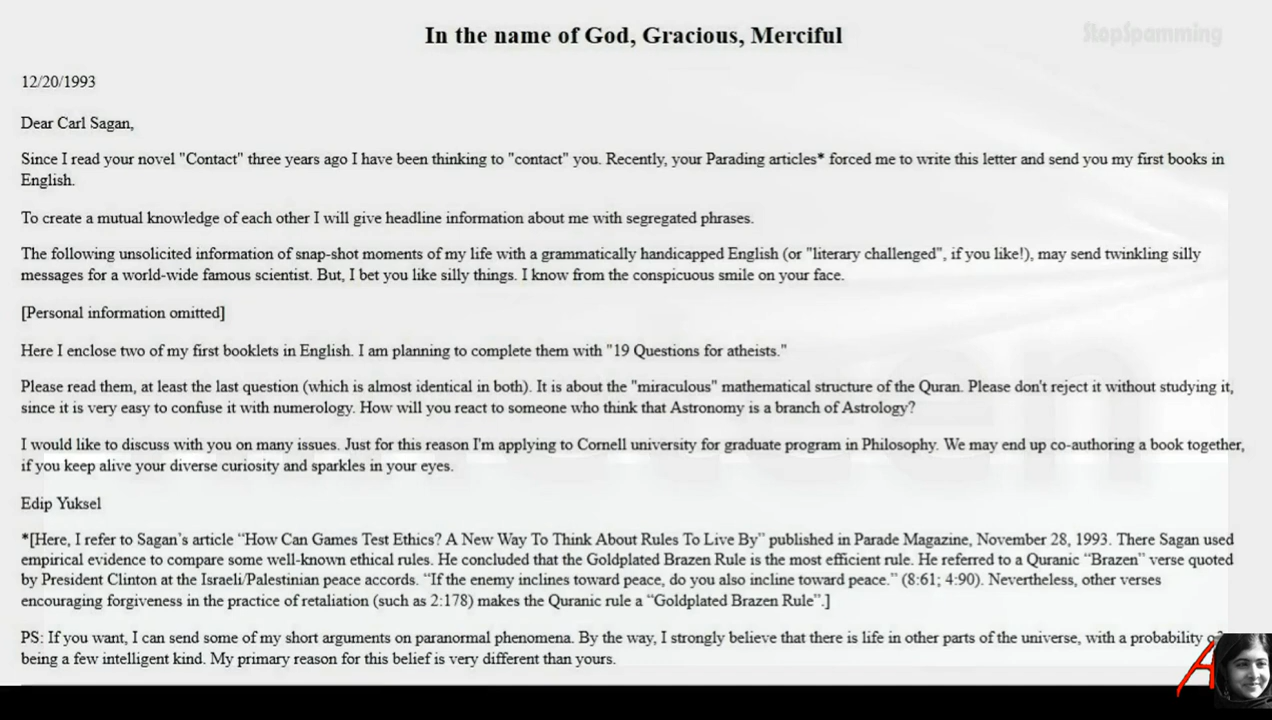 In the name of God, Gracious, Merciful
StopSpamming
12/20/1993
Dear Carl Sagan,
Since I read your novel "Contact" three years ago I have been thinking to "contact" you. Recently, your Parading articles* forced me to write this letter and send you my first books in
English.
To create a mutual knowledge of each other I will give headline information about me with segregated phrases.
The following unsolicited information of snap-shot moments of my life with a grammatically handicapped English (or "literary challenged", if you like!), may send twinkling silly
messages for a world-wide famous scientist. But, I bet you like silly things. I know from the conspicuous smile on your face.
[Personal information omitted]
Here I enclose two of my first booklets in English. I am planning to complete them with "19 Questions for atheists."
Please read them, at least the last question (which is almost identical in both). It is about the "miraculous" mathematical structure of the Quran. Please don't reject it without studying it,
since it is very easy to confuse it with numerology. How will you react to someone who think that Astronomy is a branch of Astrology?
I would like to discuss with you on many issues. Just for this reason I'm applying to Cornell university for graduate program in Philosophy. We may end up co-authoring a book together,
if you keep alive your diverse curiosity and sparkles in your eyes.
Edip Yuksel
*[Here, I refer to Sagan's article "How Can Games Test Ethics? A New Way To Think About Rules To Live By" published in Parade Magazine, November 28, 1993. There Sagan used
empirical evidence to compare some well-known ethical rules. He concluded that the Goldplated Brazen Rule is the most efficient rule. He referred to a Quranic "Brazen" verse quoted
by President Clinton at the Israeli/Palestinian peace accords. "If the enemy inclines toward peace, do you also incline toward peace." (8:61; 4:90). Nevertheless, other verses
encouraging forgiveness in the practice of retaliation (such as 2:178) makes the Quranic rule a "Goldplated Brazen Rule".]
PS: If you want, I can send some of my short arguments on paranormal phenomena. By the way, I strongly believe that there is life in other parts of the universe, with a probability
being a few intelligent kind. My primary reason for this belief is very different than yours.
A